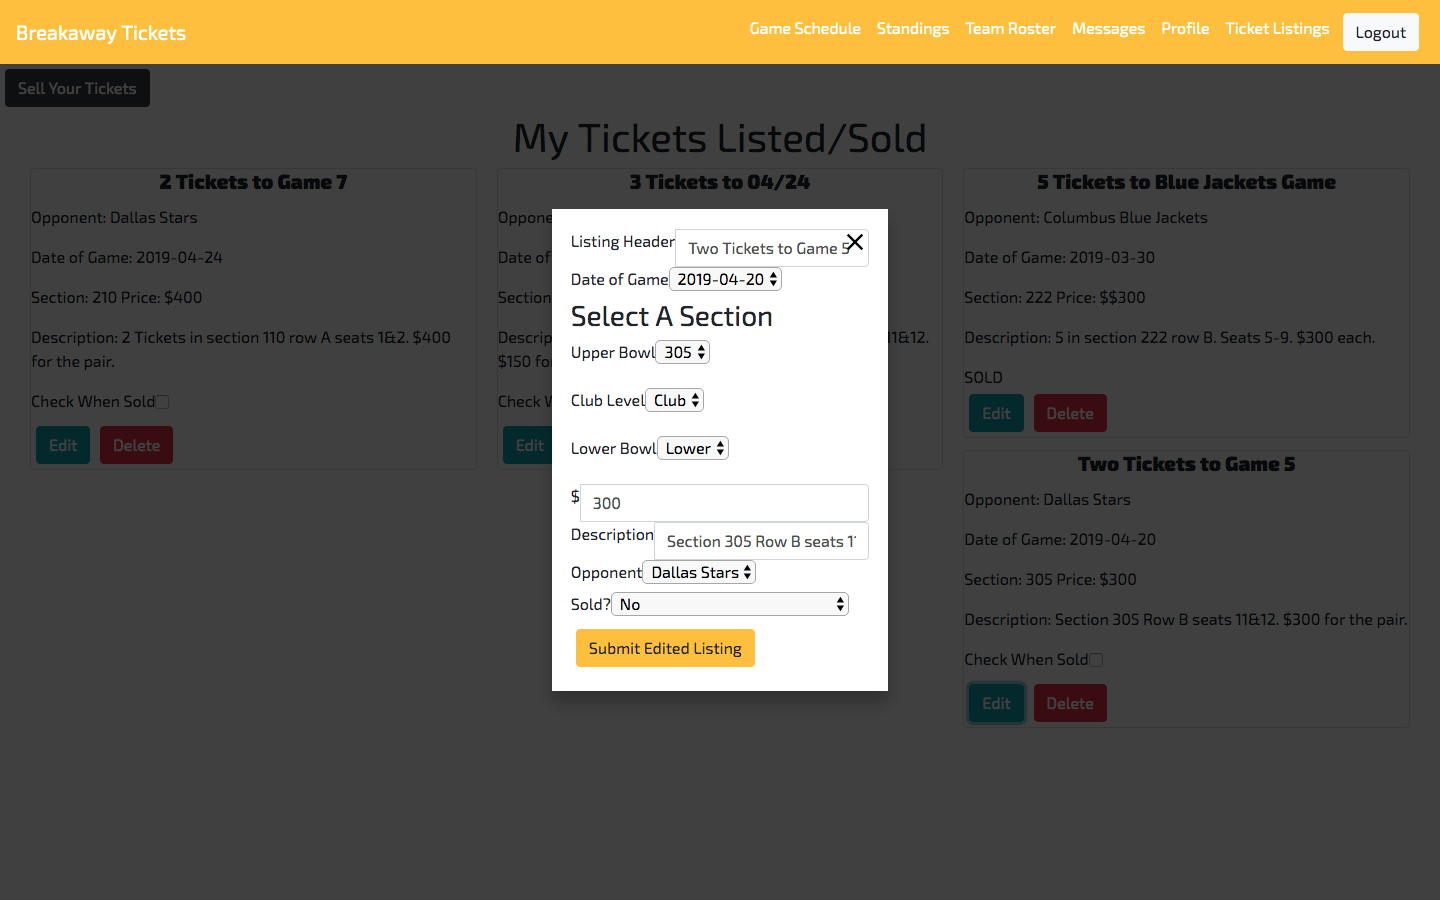 Breakaway Tickets
Game Schedule Standings Team Roster Messages Profile Ticket Listings Logout
Sell Your Tickets
My Tickets Listed/Sold
2 Tickets to Game 7
Opponent: Dallas Stars
Date of Game: 2019-04-24
Section: 210 Price: $400
Description: 2 Tickets in section 110 row A seats 1&2. $400
for the pair.
Check When Sold
Edit Delete
3 Tickets to 04/24
Date of
Section
11&12.
$150 for
Check
Edit
5 Tickets to Blue Jackets Game
Opponent: Columbus Blue Jackets
Date of Game: 2019-03-30
Section: 222 Price: $$300
Description: 5 in section 222 row B. Seats 5-9. $300 each.
SOLD
Edit Delete
Two Tickets to Game 5
Opponent: Dallas Stars
Date of Game: 2019-04-20
Section: 305 Price: $300
Description: Section 305 Row B seats 11&12. $300 for the pair.
Check When Sold
Edit Delete
Listing Header Two Tickets to Game 5
Date of Game 2019-04-20
Select A Section
Upper Bowl 305
Club Level Club
Lower Bowl Lower
$ 300
Description Section 305 Row B seats 11
Opponent Dallas Stars
Sold? No
Submit Edited Listing